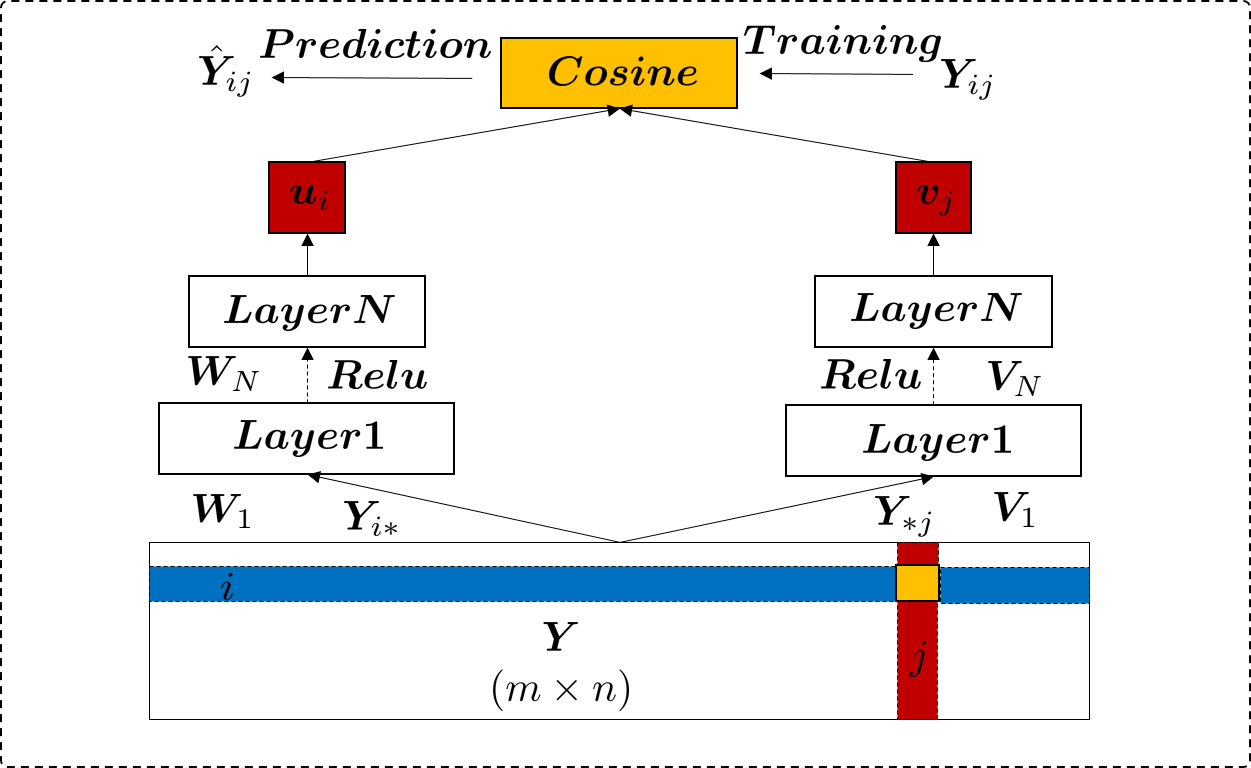 Ŷij Prediction Cosine Training Yij
ui vj
LayerN LayerN
WN Relu Relu VN
Layer1 Layer1
W1 Yi* Y*j V1
i
Y
j
(m × n)